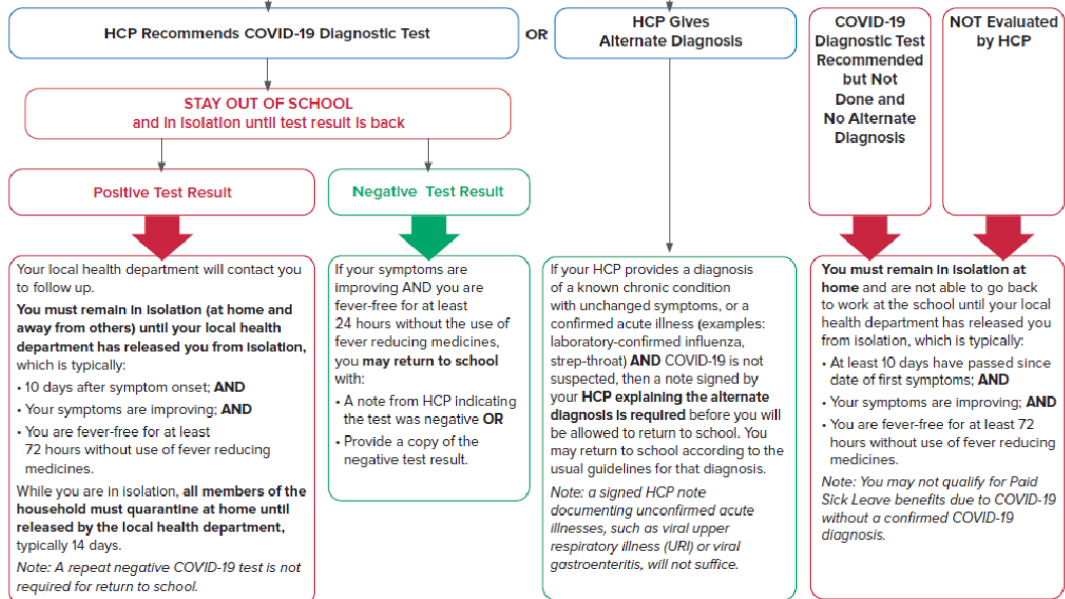 HCP Recommends COVID-19 Diagnostic Test
OR
HCP Gives
Alternate Diagnosis
COVID-19
Diagnostic Test
Recommended
but Not
Done and
No Alternate
Diagnosis
NOT Evaluated
by HCP
STAY OUT OF SCHOOL
and in isolation until test result is back
Positive Test Result
Negative Test Result
Your local health department will contact you
to follow up.
You must remain in isolation (at home and
away from others) until your local health
department has released you from isolation,
which is typically:
• 10 days after symptom onset; AND
• Your symptoms are improving; AND
• You are fever-free for at least
72 hours without use of fever reducing
medicines.
While you are in isolation, all members of the
household must quarantine at home until
released by the local health department,
typically 14 days.
Note: A repeat negative COVID-19 test is not
required for return to school.
If your symptoms are
improving AND you are
fever-free for at least
24 hours without the use of
fever reducing medicines,
you may return to school
with:
• A note from HCP indicating
the test was negative OR
• Provide a copy of the
negative test result.
If your HCP provides a diagnosis
of a known chronic condition
with unchanged symptoms, or a
confirmed acute illness (examples:
laboratory-confirmed influenza,
strep-throat) AND COVID-19 is not
suspected, then a note signed by
your HCP explaining the alternate
diagnosis is required before you will
be allowed to return to school. You
may return to school according to the
usual guidelines for that diagnosis.
Note: a signed HCP note
documenting unconfirmed acute
illnesses, such as viral upper
respiratory illness (URI) or viral
gastroenteritis, will not suffice.
You must remain in isolation at
home and are not able to go back
to work at the school until your local
health department has released you
from isolation, which is typically:
• At least 10 days have passed since
date of first symptoms; AND
• Your symptoms are improving; AND
• You are fever-free for at least 72
hours without use of fever reducing
medicines.
Note: You may not qualify for Paid
Sick Leave benefits due to COVID-19
without a confirmed COVID-19
diagnosis.